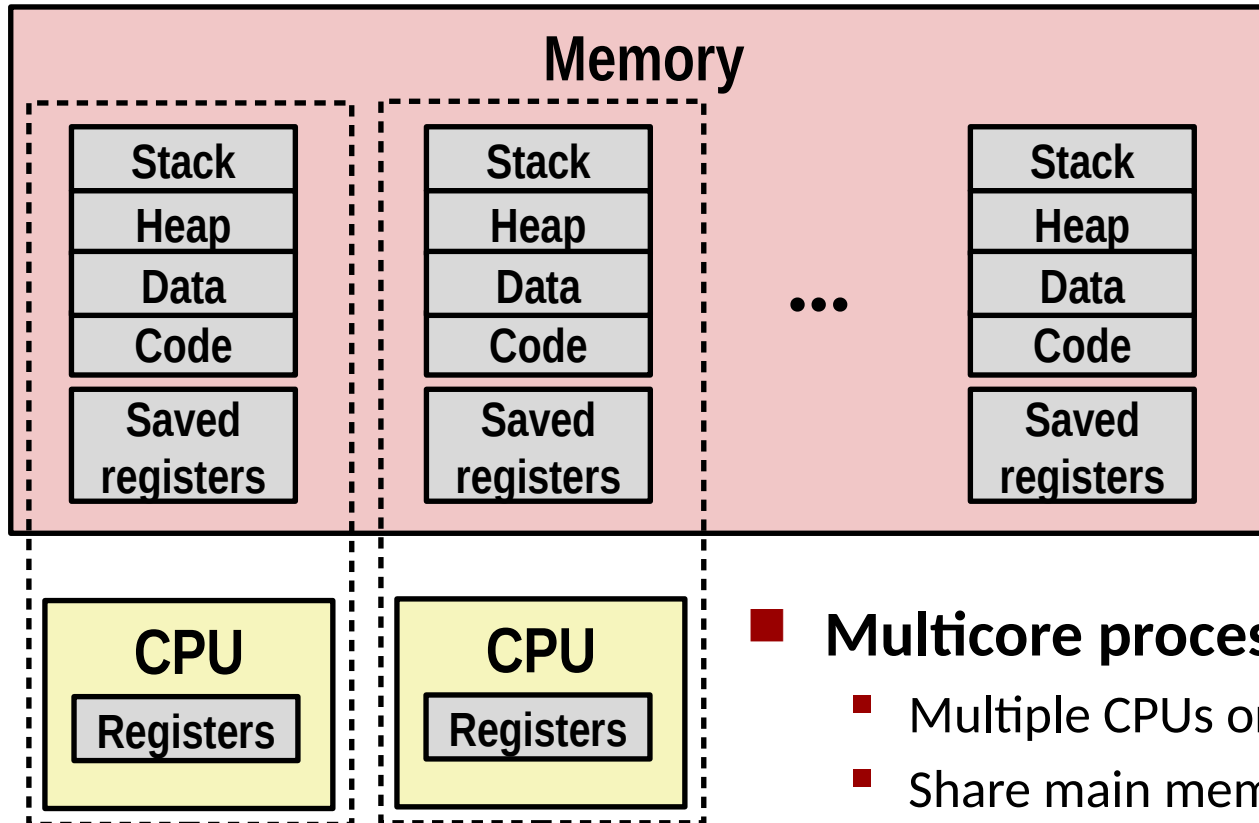 Memory
Stack
Heap
Data
Code
Saved
registers
Stack
Heap
Data
Code
Saved
registers
...
Stack
Heap
Data
Code
Saved
registers
CPU
Registers
CPU
Registers
Multicore proces
Multiple CPUs or
Share main mem